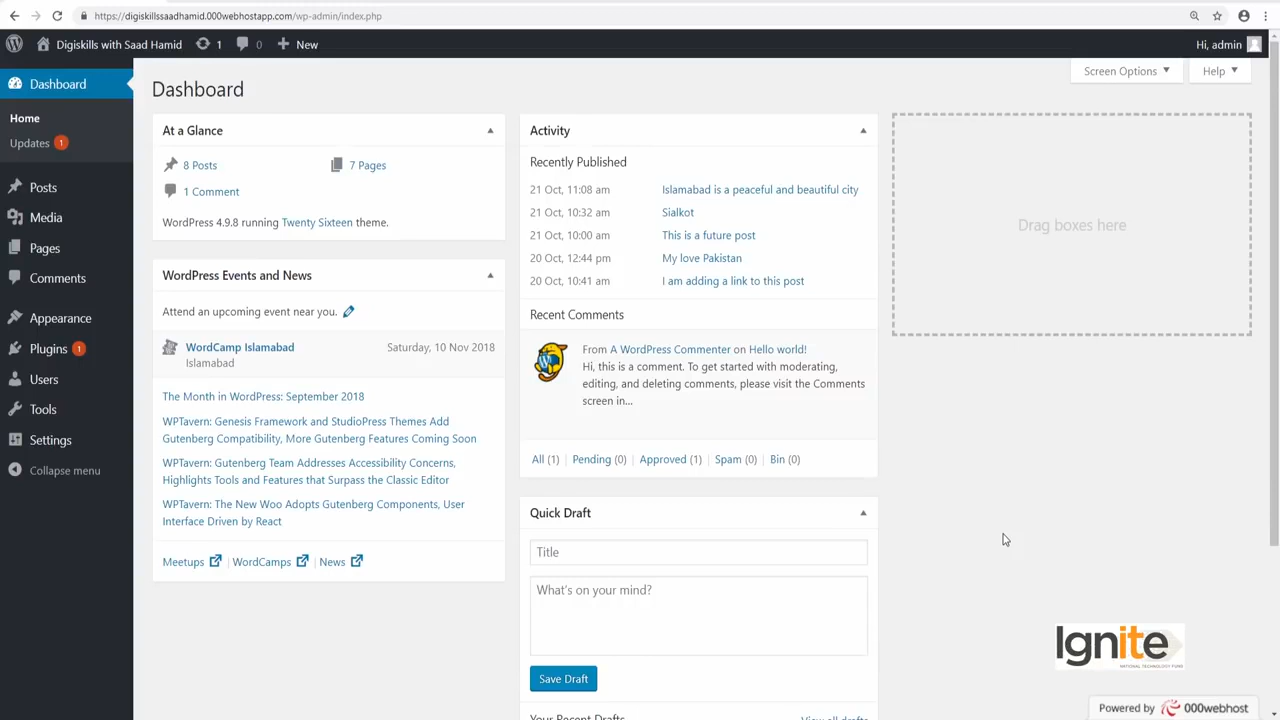 https://digiskillssaadhamid.000webhostapp.com/wp-admin/index.php
Digiskills with Saad Hamid 1 0 New
Hi, admin
Dashboard
Home
Updates 1
Posts
Media
Pages
Comments
Appearance
Plugins 1
Users
Tools
Settings
Collapse menu
Screen Options
Help
Dashboard
At a Glance
8 Posts
7 Pages
1 Comment
WordPress 4.9.8 running Twenty Sixteen theme.
WordPress Events and News
Attend an upcoming event near you.
WordCamp Islamabad Saturday, 10 Nov 2018
Islamabad
The Month in WordPress: September 2018
WPTavern: Genesis Framework and StudioPress Themes Add
Gutenberg Compatibility, More Gutenberg Features Coming Soon
WPTavern: Gutenberg Team Addresses Accessibility Concerns,
Highlights Tools and Features that Surpass the Classic Editor
WPTavern: The New Woo Adopts Gutenberg Components, User
Interface Driven by React
Meetups | WordCamps | News
Activity
Recently Published
21 Oct, 11:08 am Islamabad is a peaceful and beautiful city
21 Oct, 10:32 am Sialkot
21 Oct, 10:00 am This is a future post
20 Oct, 12:44 pm My love Pakistan
20 Oct, 10:41 am I am adding a link to this post
Recent Comments
From A WordPress Commenter on Hello world!
Hi, this is a comment. To get started with moderating,
editing, and deleting comments, please visit the Comments
screen in…
All (1) | Pending (0) | Approved (1) | Spam (0) | Bin (0)
Quick Draft
Title
What's on your mind?
Save Draft
Your Recent Drafts View all drafts
Drag boxes here
Ignite
NATIONAL TECHNOLOGY FUND
Powered by 000webhost